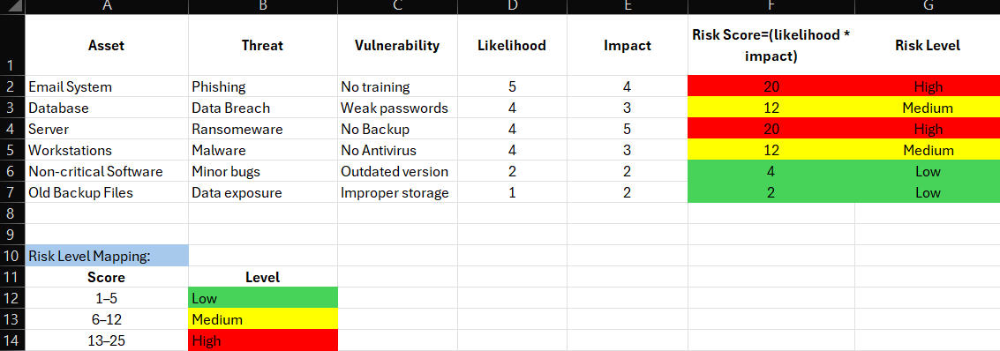 A B C D E F G
1 Asset Threat Vulnerability Likelihood Impact Risk Score=(likelihood * impact) Risk Level
2 Email System Phishing No training 5 4 20 High
3 Database Data Breach Weak passwords 4 3 12 Medium
4 Server Ransomeware No Backup 4 5 20 High
5 Workstations Malware No Antivirus 4 3 12 Medium
6 Non-critical Software Minor bugs Outdated version 2 2 4 Low
7 Old Backup Files Data exposure Improper storage 1 2 2 Low
8
9
10 Risk Level Mapping:
11 Score Level
12 1–5 Low
13 6–12 Medium
14 13–25 High